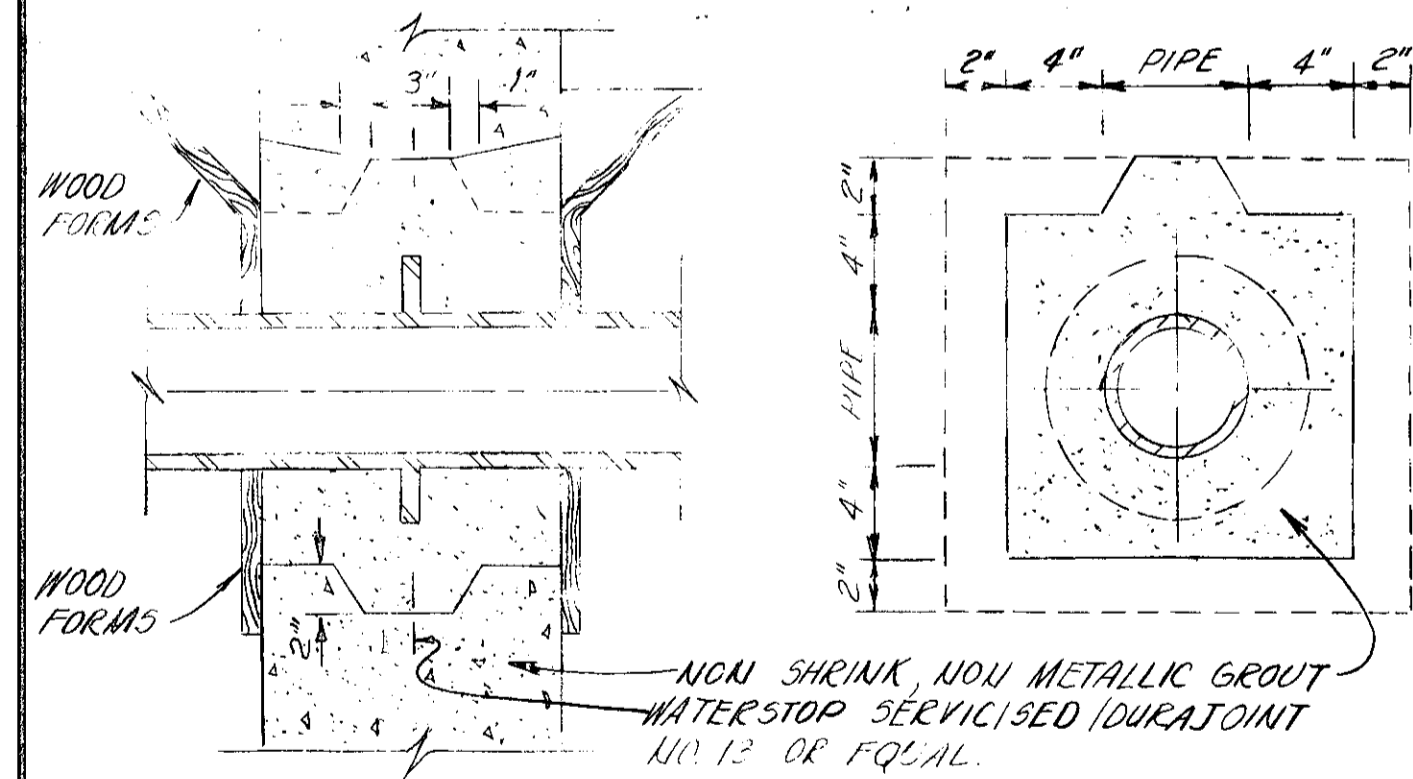 3" 1"
2" 4" PIPE 4" 2"
WOOD
FORMS
2"
4"
PIPE
4"
2"
WOOD
FORMS
2"
NON SHRINK, NON METALLIC GROUT
WATERSTOP SERVICISED/DURAJOINT
NO. 13 OR EQUAL.